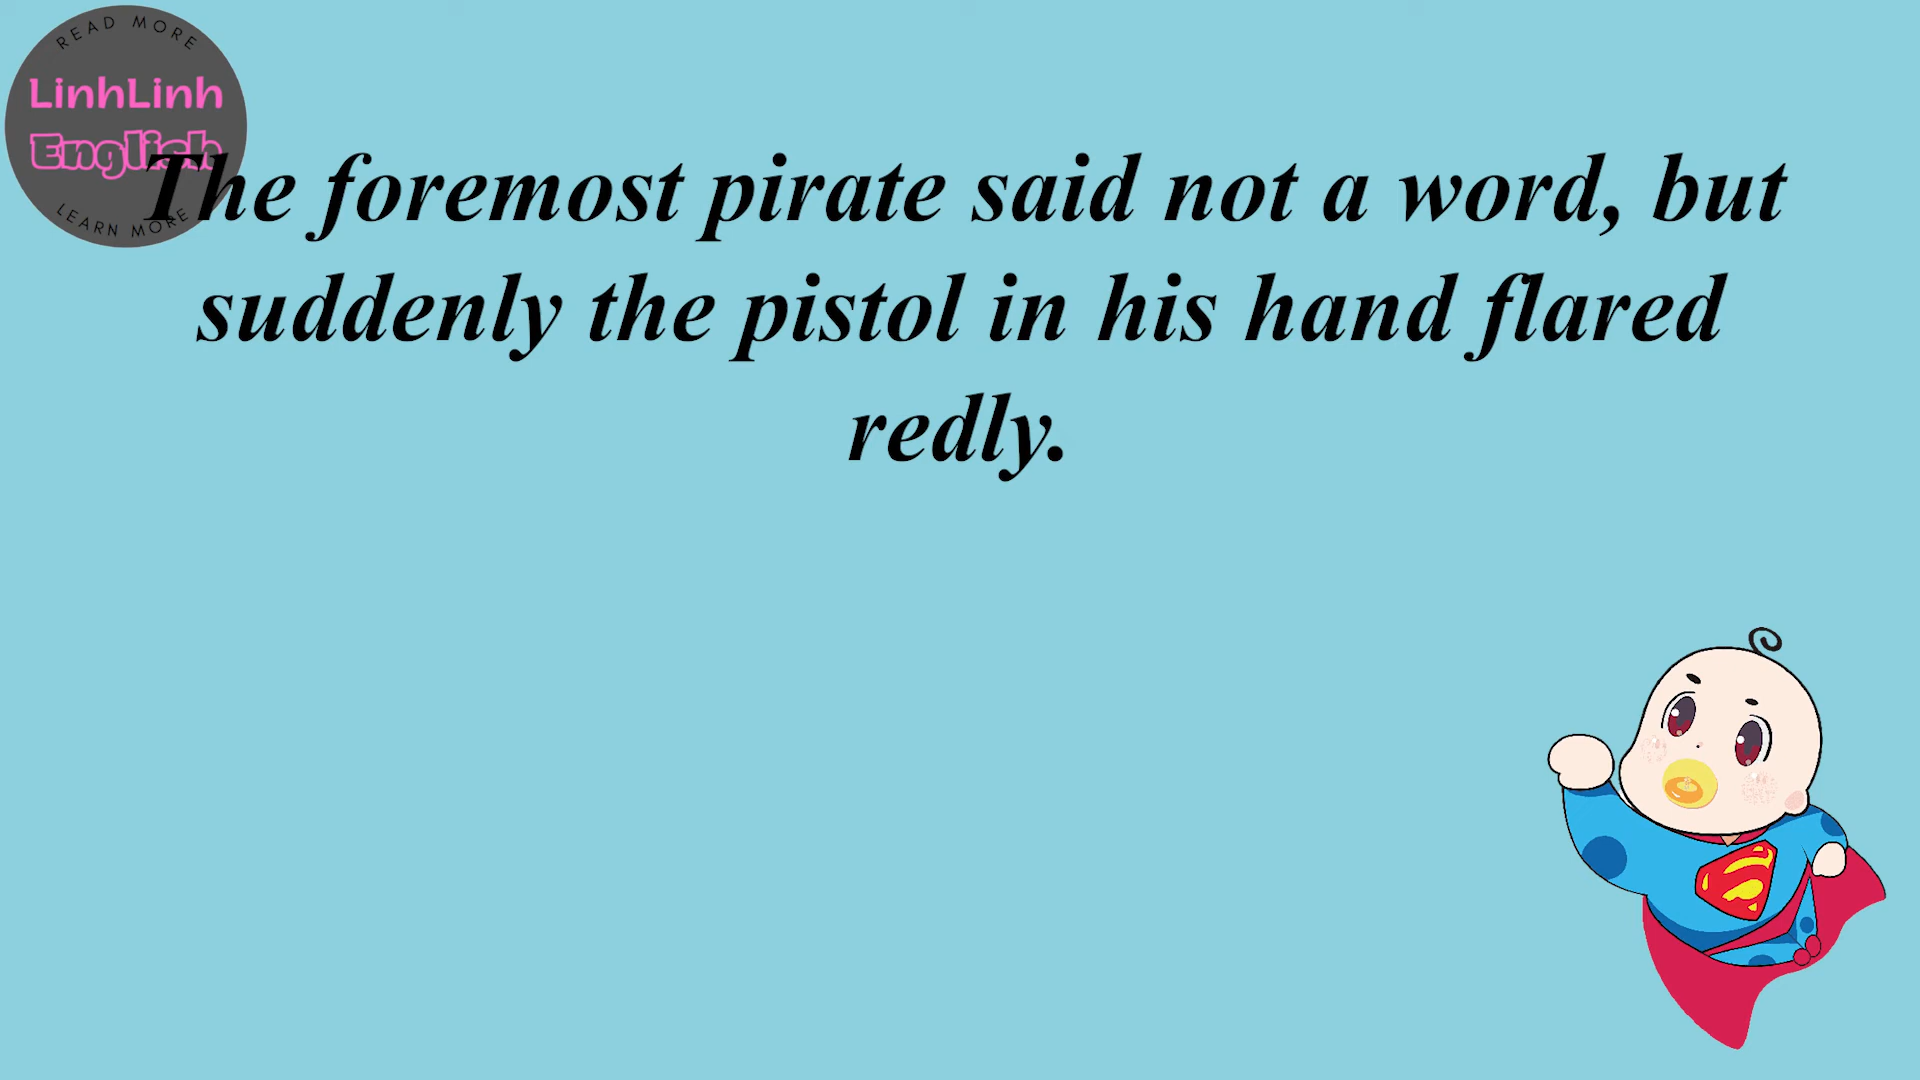 READ MORE
LinhLinh
English
LEARN MORE
The foremost pirate said not a word, but
suddenly the pistol in his hand flared
redly.